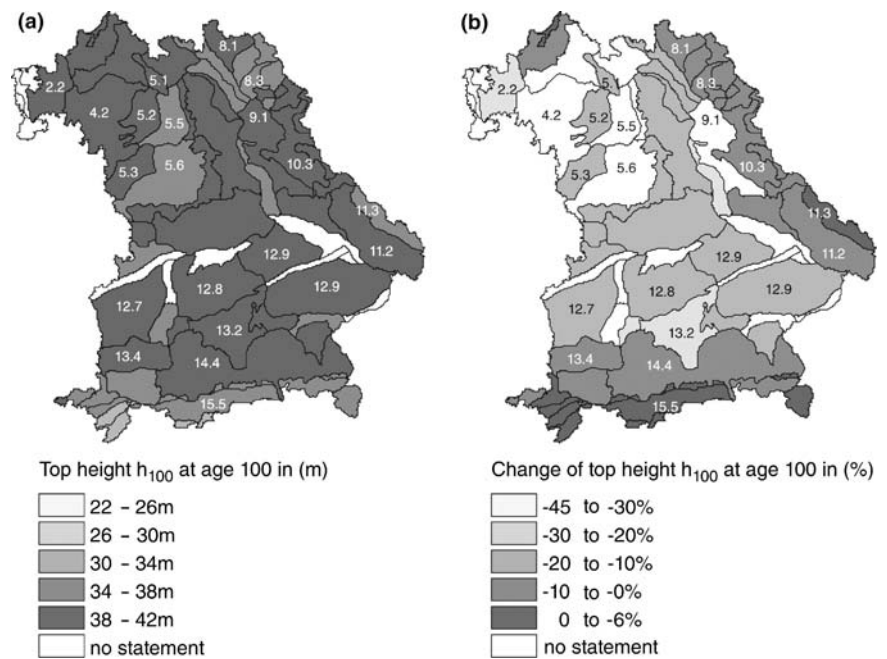 (a)
8.1
2.2
5.1
8.3
4.2
5.2
5.5
9.1
5.6
5.3
10.3
11.3
11.2
12.9
12.7
12.8
12.9
13.2
13.4
14.4
15.5
Top height h100 at age 100 in (m)
22 – 26m
26 – 30m
30 – 34m
34 – 38m
38 – 42m
no statement
(b)
8.1
2.2
5.1
8.3
4.2
5.2
5.5
9.1
5.6
5.3
10.3
11.3
11.2
12.9
12.7
12.8
12.9
13.2
13.4
14.4
15.5
Change of top height h100 at age 100 in (%)
-45 to -30%
-30 to -20%
-20 to -10%
-10 to -0%
0 to -6%
no statement